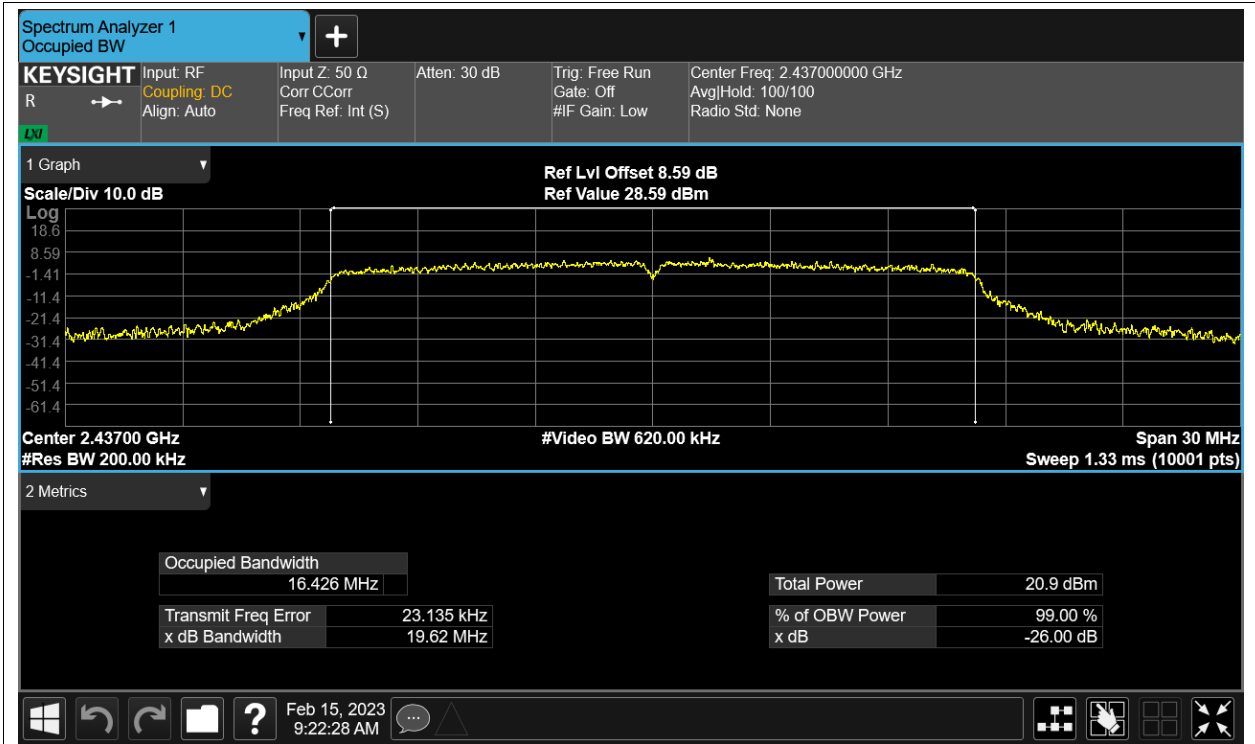 Spectrum Analyzer 1
Occupied BW
KEYSIGHT
R
LXI
Input: RF
Coupling: DC
Align: Auto
Input Z: 50 Ω
Corr CCorr
Freq Ref: Int (S)
Atten: 30 dB
Trig: Free Run
Gate: Off
#IF Gain: Low
Center Freq: 2.437000000 GHz
Avg|Hold: 100/100
Radio Std: None
1 Graph
Scale/Div 10.0 dB
Ref Lvl Offset 8.59 dB
Ref Value 28.59 dBm
Log
18.6
8.59
-1.41
-11.4
-21.4
-31.4
-41.4
-51.4
-61.4
Center 2.43700 GHz
#Res BW 200.00 kHz
#Video BW 620.00 kHz
Span 30 MHz
Sweep 1.33 ms (10001 pts)
2 Metrics
Occupied Bandwidth
16.426 MHz
Transmit Freq Error 23.135 kHz
x dB Bandwidth 19.62 MHz
Total Power 20.9 dBm
% of OBW Power 99.00 %
x dB -26.00 dB
?
Feb 15, 2023
9:22:28 AM